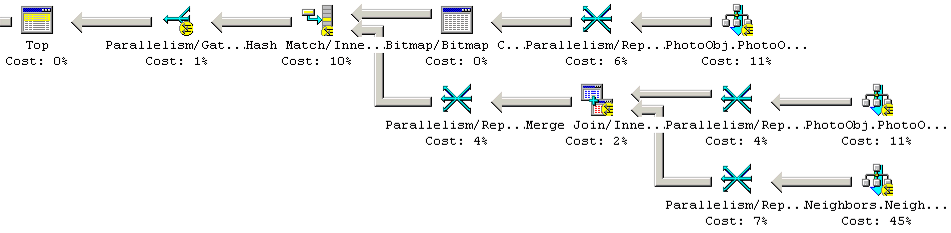 Top
Cost: 0%
Parallelism/Gat...
Cost: 1%
Hash Match/Inne...
Cost: 10%
Bitmap/Bitmap C...
Cost: 0%
Parallelism/Rep...
Cost: 6%
PhotoObj.PhotoO...
Cost: 11%
Parallelism/Rep...
Cost: 4%
Merge Join/Inne...
Cost: 2%
Parallelism/Rep...
Cost: 4%
PhotoObj.PhotoO...
Cost: 11%
Parallelism/Rep...
Cost: 7%
Neighbors.Neigh...
Cost: 45%